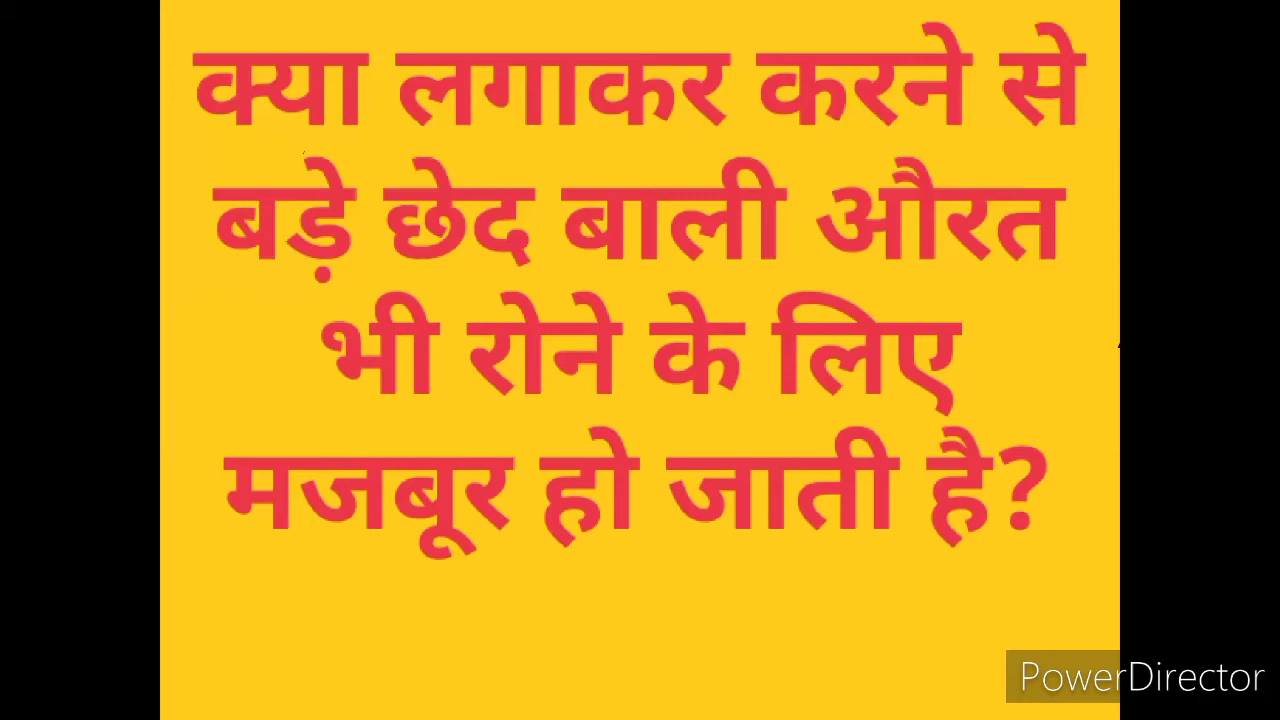 क्या लगाकर करने से
बड़े छेद बाली औरत
भी रोने के लिए
मजबूर हो जाती है?
PowerDirector